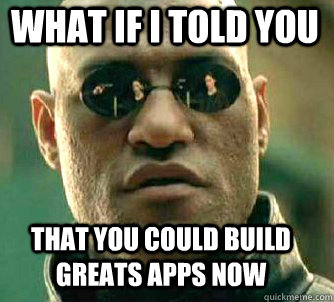 WHAT IF I TOLD YOU
THAT YOU COULD BUILD
GREATS APPS NOW
quickmeme.com